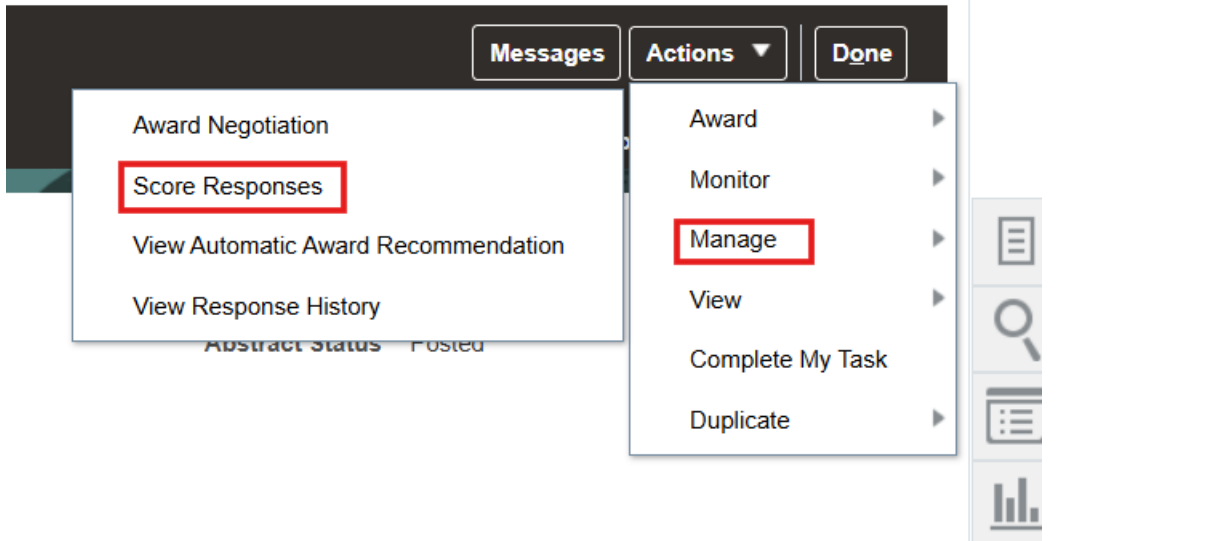 Messages
Actions
Done
Award Negotiation
Score Responses
View Automatic Award Recommendation
View Response History
Award
Monitor
Manage
View
Complete My Task
Duplicate
Abstract Status Posted